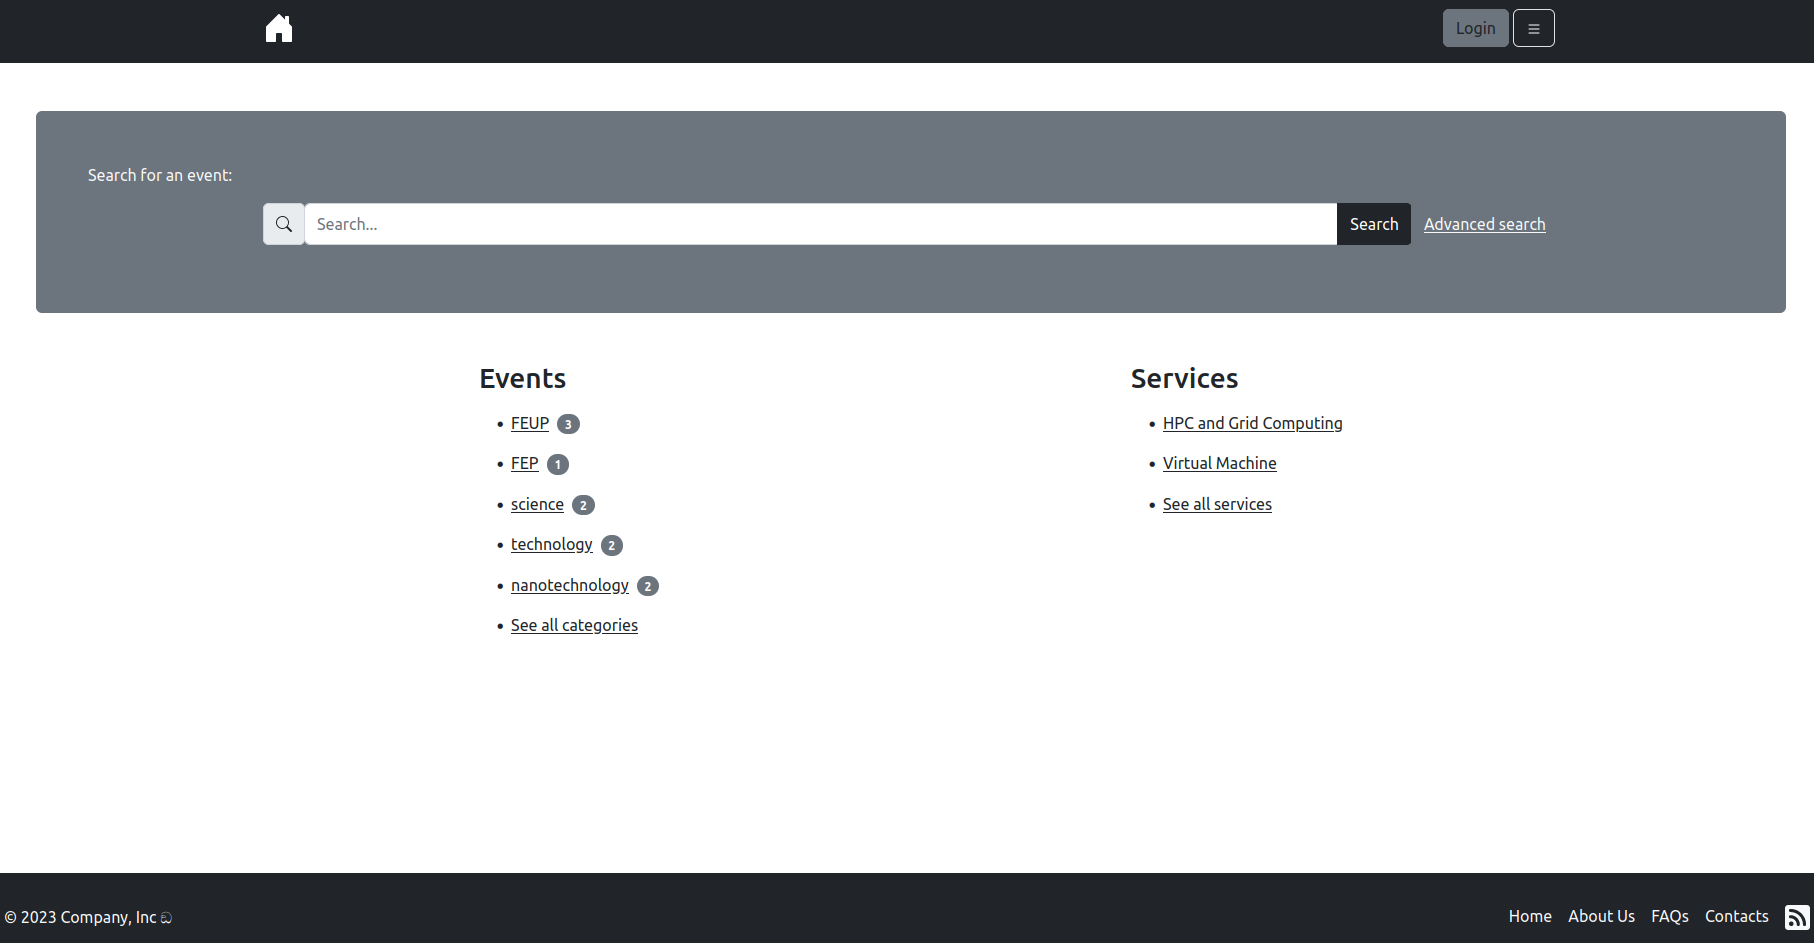 Login
Search for an event:
Search...
Search
Advanced search
Events
FEUP 3
FEP 1
science 2
technology 2
nanotechnology 2
See all categories
Services
HPC and Grid Computing
Virtual Machine
See all services
© 2023 Company, Inc
Home
About Us
FAQs
Contacts